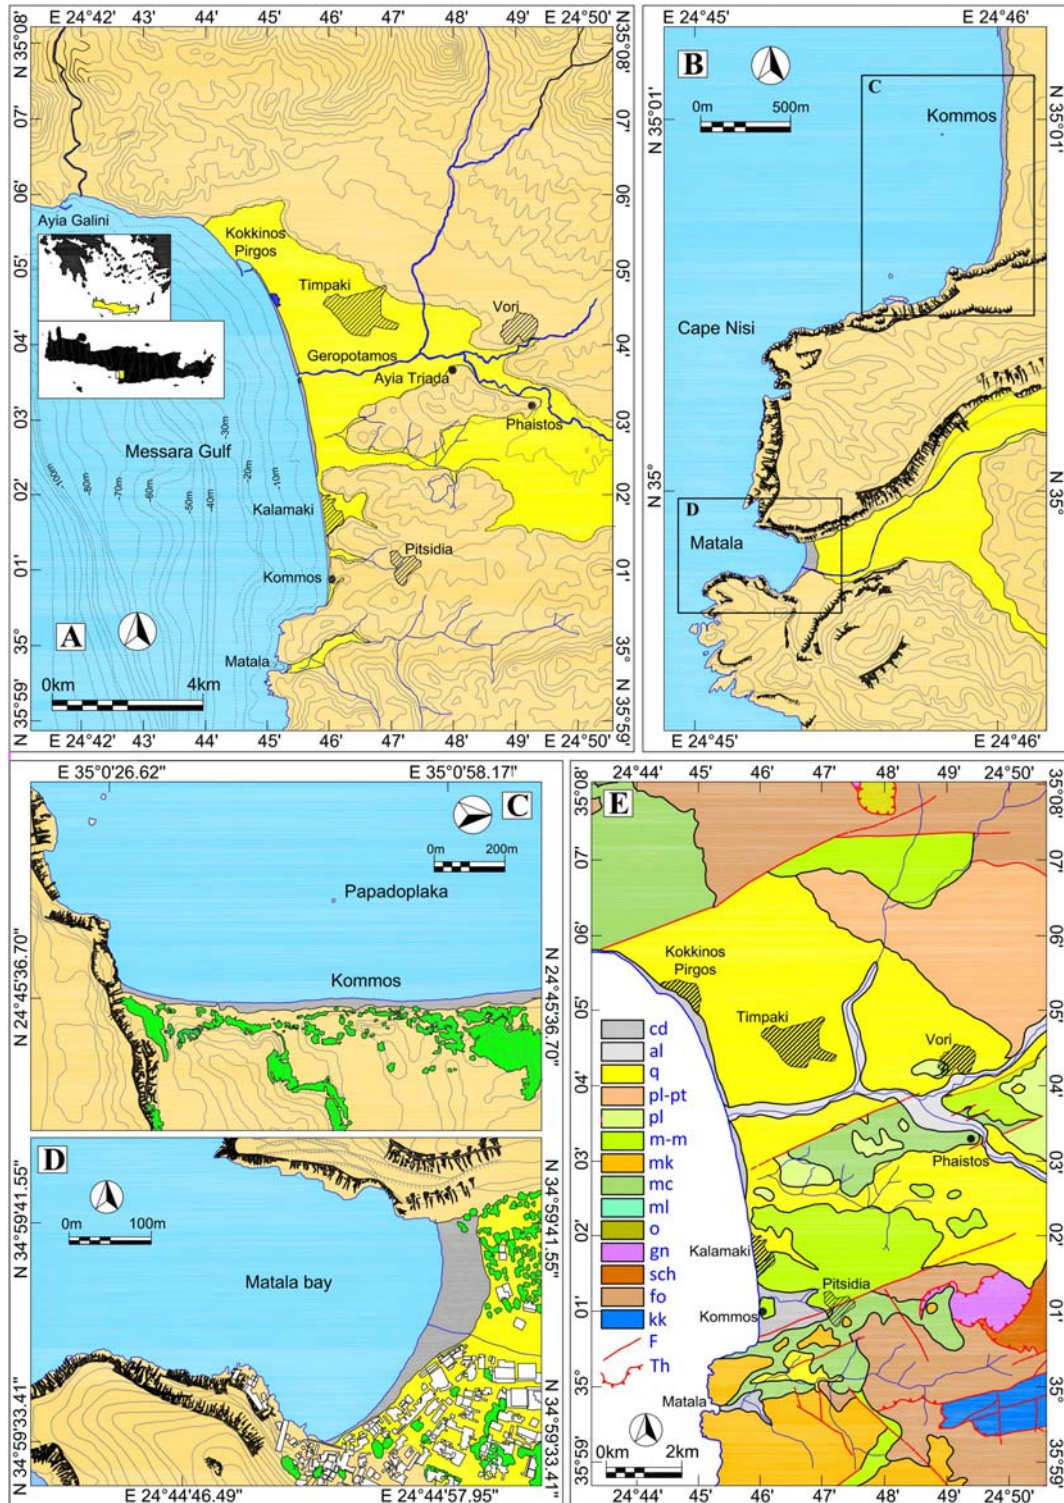 E 24°42' 43' 44' 45' 46' 47' 48' 49' E 24°50'
N 35°08'
07'
06'
05'
04'
03'
02'
01'
35°
N 35°59'
N 35°08'
07'
06'
05'
04'
03'
02'
01'
35°
N 35°59'
Ayia Galini
Kokkinos
Pirgos
Timpaki
Vori
Geropotamos
Ayia Triada
Phaistos
Messara Gulf
-100m
-80m
-70m
-60m
-50m
-40m
-30m
-20m
-10m
Kalamaki
Pitsidia
Kommos
Matala
A
0km 4km
E 24°42' 43' 44' 45' 46' 47' 48' 49' E 24°50'
E 24°45' E 24°46'
B
C
0m 500m
Kommos
N 35°01'
N 35°01'
Cape Nisi
N 35°
N 35°
D
Matala
E 24°45' E 24°46'
E 35°0'26.62" E 35°0'58.17'
C
0m 200m
Papadoplaka
Kommos
N 24°45'36.70"
N 24°45'36.70"
D
0m 100m
Matala bay
N 34°59'41.55"
N 34°59'33.41"
N 34°59'41.55"
N 34°59'33.41"
E 24°44'46.49" E 24°44'57.95"
24°44' 45' 46' 47' 48' 24°50'
E
35°08'
07'
06'
05'
04'
03'
02'
01'
35°
35°59'
35°08'
07'
06'
05'
04'
03'
02'
01'
35°
35°59'
Kokkinos
Pirgos
Timpaki
Vori
Phaistos
Kalamaki
Pitsidia
Kommos
Matala
cd
al
q
pl-pt
pl
m-m
mk
mc
ml
o
gn
sch
fo
kk
F
Th
0km 2km
24°44' 45' 46' 47' 48' 24°50'